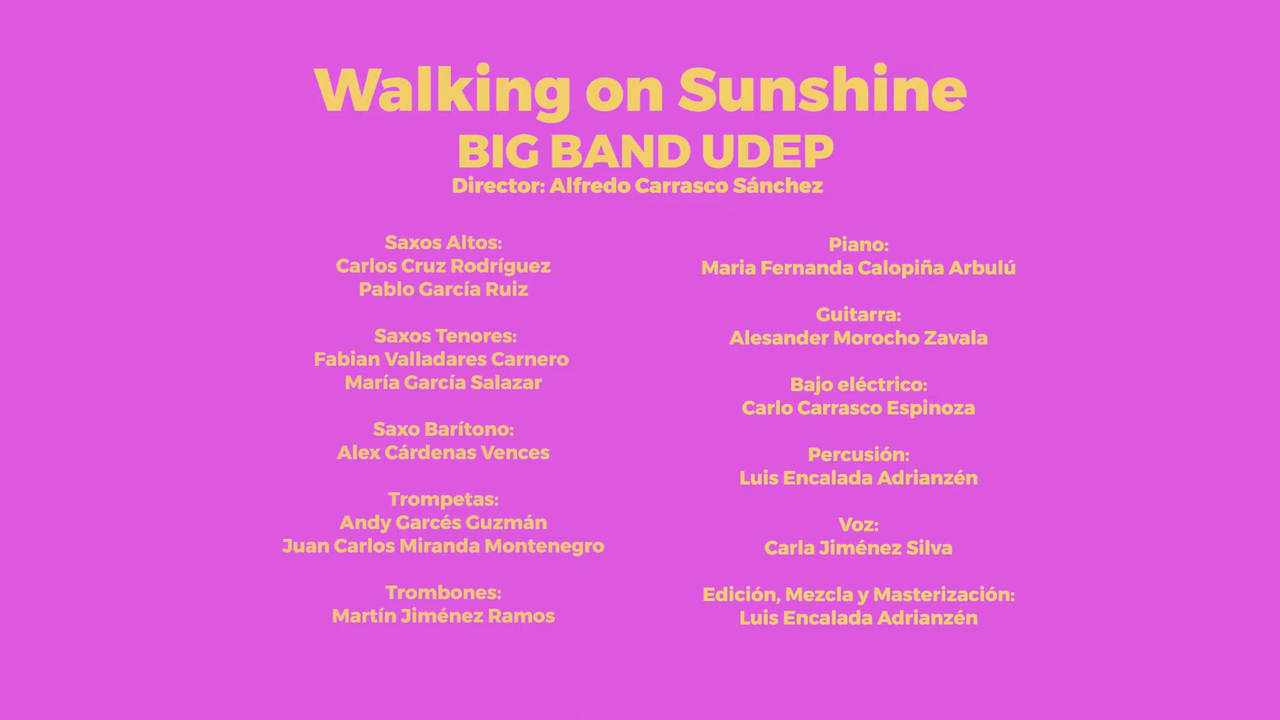 Walking on Sunshine
BIG BAND UDEP
Director: Alfredo Carrasco Sánchez
Saxos Altos:
Carlos Cruz Rodríguez
Pablo García Ruiz
Saxos Tenores:
Fabian Valladares Carnero
María García Salazar
Saxo Barítono:
Alex Cárdenas Vences
Trompetas:
Andy Garcés Guzmán
Juan Carlos Miranda Montenegro
Trombones:
Martín Jiménez Ramos
Piano:
Maria Fernanda Calopiña Arbulú
Guitarra:
Alesander Morocho Zavala
Bajo eléctrico:
Carlo Carrasco Espinoza
Percusión:
Luis Encalada Adrianzén
Voz:
Carla Jiménez Silva
Edición, Mezcla y Masterización:
Luis Encalada Adrianzén